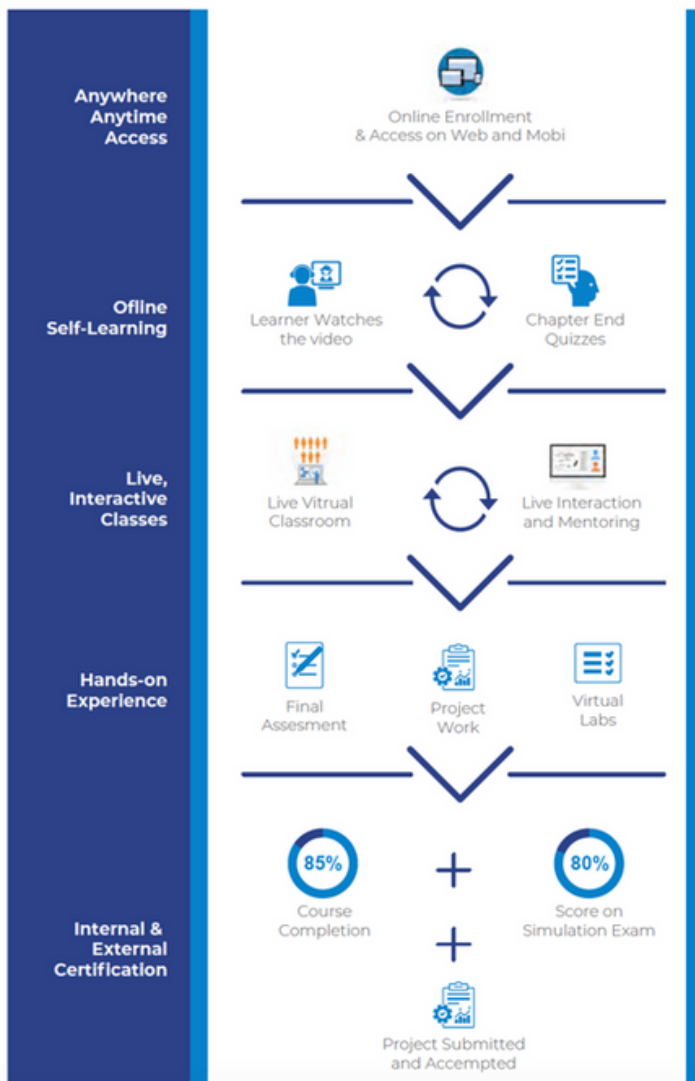 Anywhere
Anytime
Access
Online Enrollment
& Access on Web and Mobi
Ofline
Self-Learning
Learner Watches
the video
Chapter End
Quizzes
Live,
Interactive
Classes
Live Vitrual
Classroom
Live Interaction
and Mentoring
Hands-on
Experience
Final
Assesment
Project
Work
Virtual
Labs
85%
Course
Completion
+
80%
Score on
Simulation Exam
Internal &
External
Certification
+
Project Submitted
and Accempted